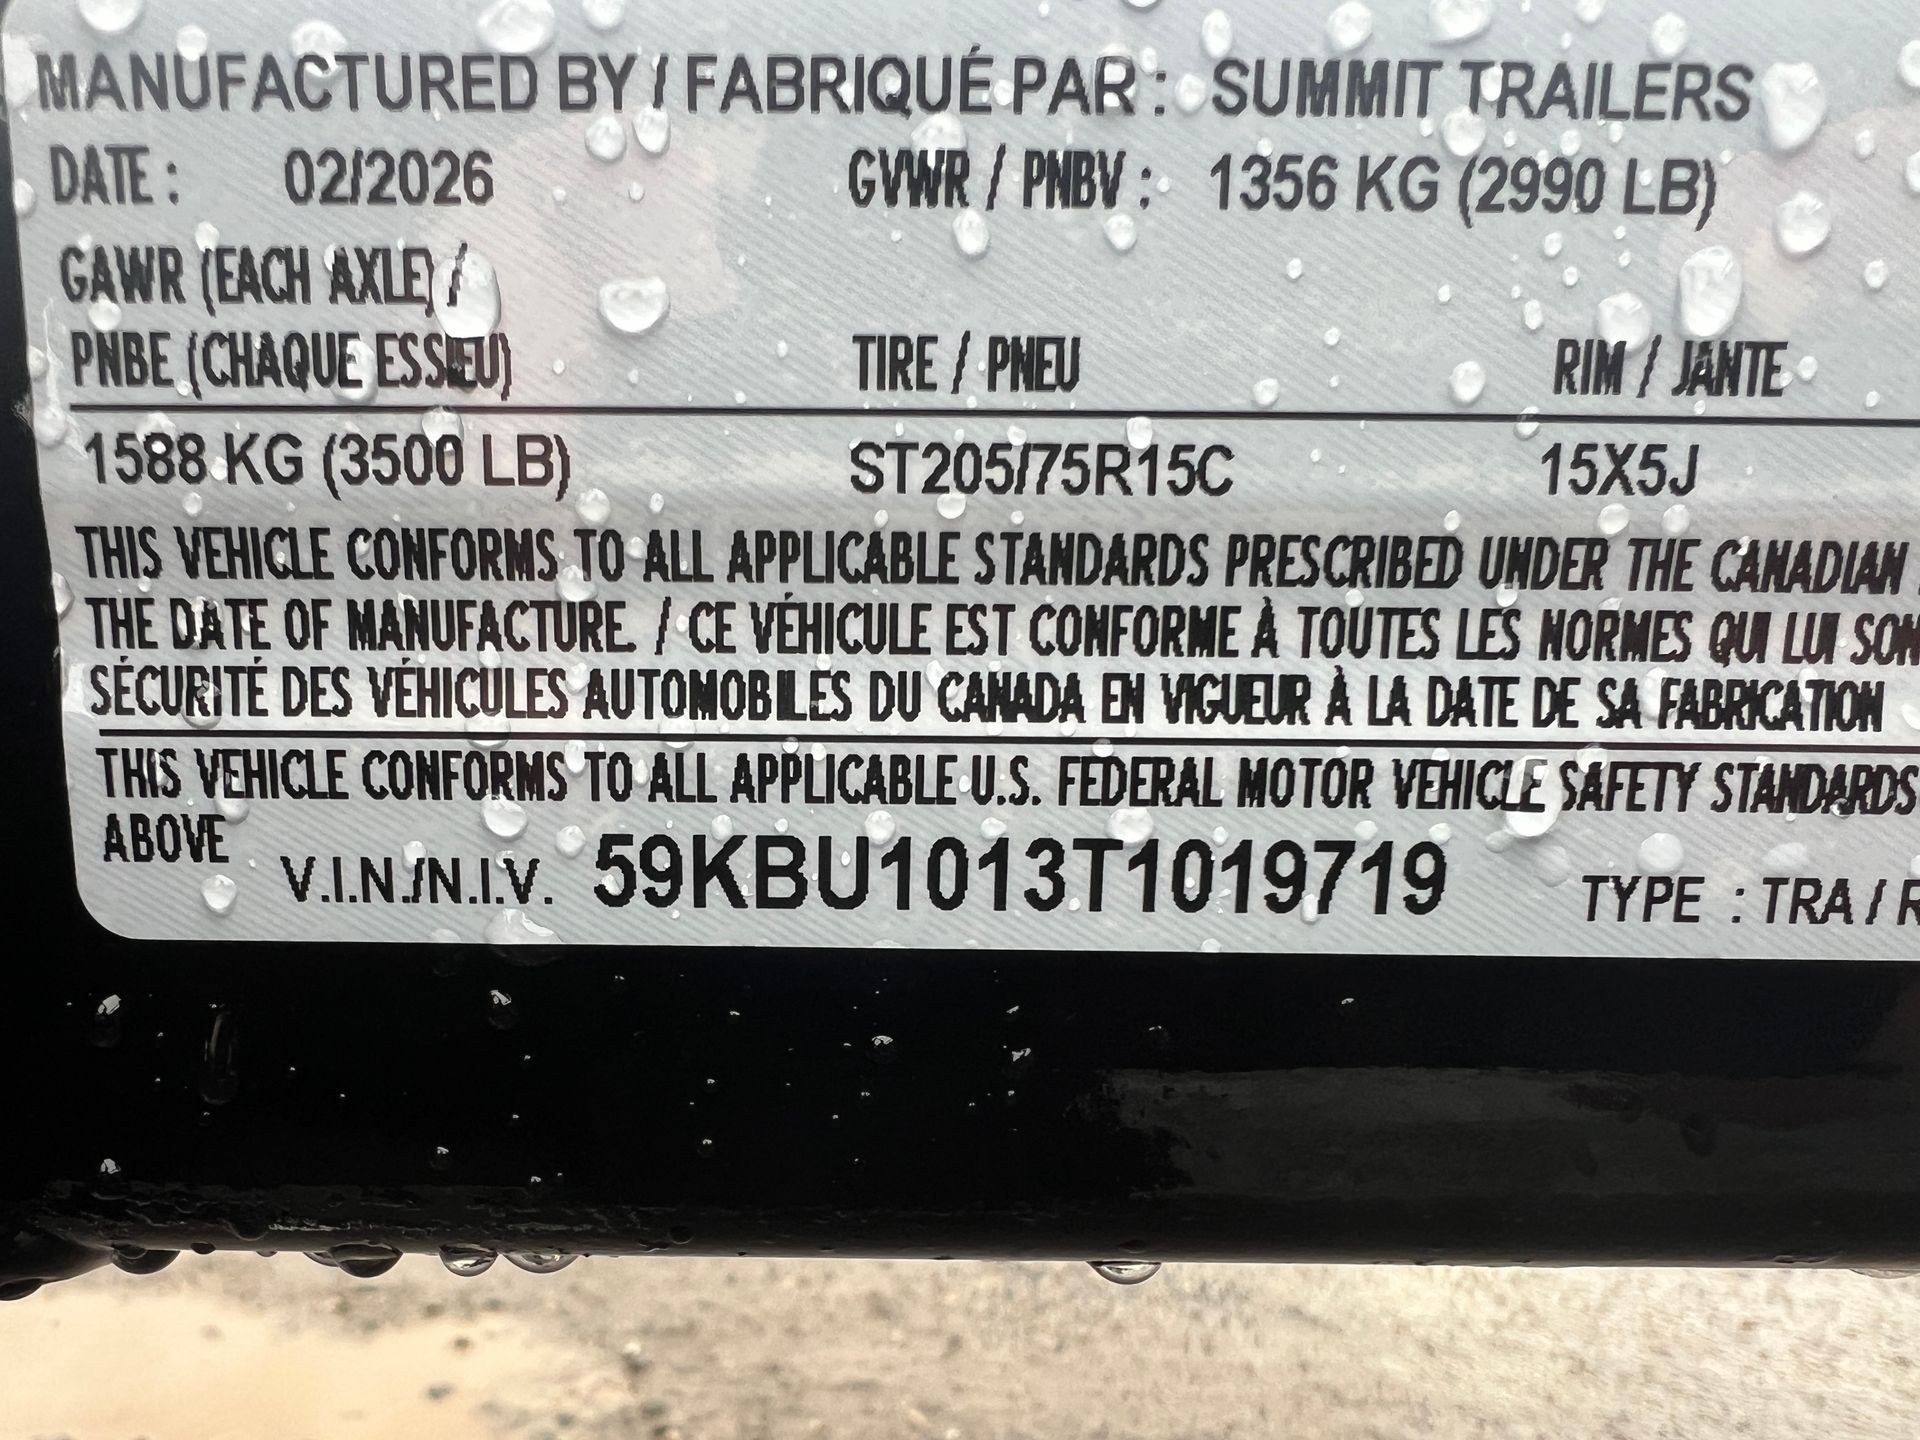 MANUFACTURED BY / FABRIQUÉ PAR : SUMMIT TRAILERS
DATE : 02/2026 GVWR / PNBV : 1356 KG (2990 LB)
GAWR (EACH AXLE) /
PNBE (CHAQUE ESSIEU) TIRE / PNEU RIM / JANTE
1588 KG (3500 LB) ST205/75R15C 15X5J
THIS VEHICLE CONFORMS TO ALL APPLICABLE STANDARDS PRESCRIBED UNDER THE CANADIAN
THE DATE OF MANUFACTURE. / CE VÉHICULE EST CONFORME À TOUTES LES NORMES QUI LUI SON
SÉCURITÉ DES VÉHICULES AUTOMOBILES DU CANADA EN VIGUEUR À LA DATE DE SA FABRICATION
THIS VEHICLE CONFORMS TO ALL APPLICABLE U.S. FEDERAL MOTOR VEHICLE SAFETY STANDARDS
ABOVE
V.I.N./N.I.V. 59KBU1013T1019719 TYPE : TRA / R